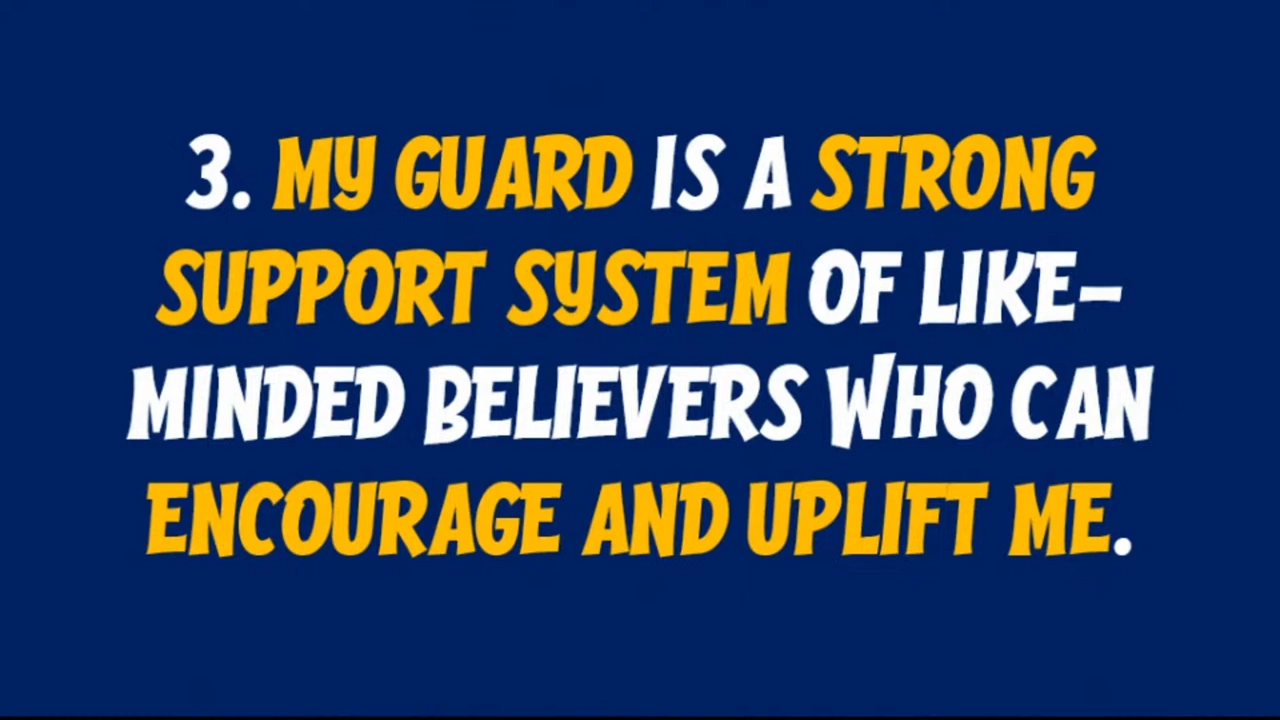 3. MY GUARD IS A STRONG
SUPPORT SYSTEM OF LIKE-
MINDED BELIEVERS WHO CAN
ENCOURAGE AND UPLIFT ME.